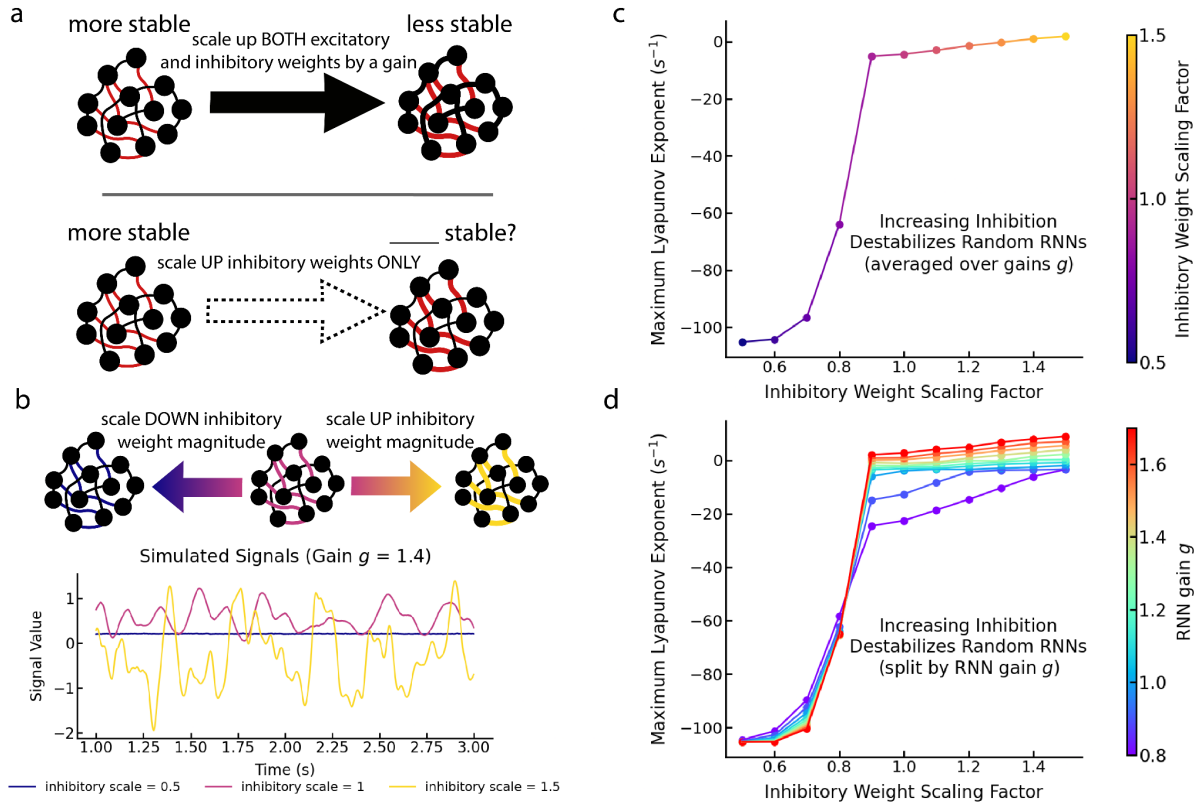 a
more stable
less stable
scale up BOTH excitatory
and inhibitory weights by a gain
more stable
_____ stable?
scale UP inhibitory weights ONLY
b
scale DOWN inhibitory
weight magnitude
scale UP inhibitory
weight magnitude
Simulated Signals (Gain g = 1.4)
Signal Value
1
0
−1
−2
1.00
1.25
1.50
1.75
2.00
2.25
2.50
2.75
3.00
Time (s)
inhibitory scale = 0.5
inhibitory scale = 1
inhibitory scale = 1.5
c
Maximum Lyapunov Exponent (s⁻¹)
0
−20
−40
−60
−80
−100
Increasing Inhibition
Destabilizes Random RNNs
(averaged over gains g)
0.6
0.8
1.0
1.2
1.4
Inhibitory Weight Scaling Factor
1.5
1.0
0.5
Inhibitory Weight Scaling Factor
d
Maximum Lyapunov Exponent (s⁻¹)
0
−20
−40
−60
−80
−100
Increasing Inhibition
Destabilizes Random RNNs
(split by RNN gain g)
0.6
0.8
1.0
1.2
1.4
Inhibitory Weight Scaling Factor
1.6
1.4
1.2
1.0
0.8
RNN gain g